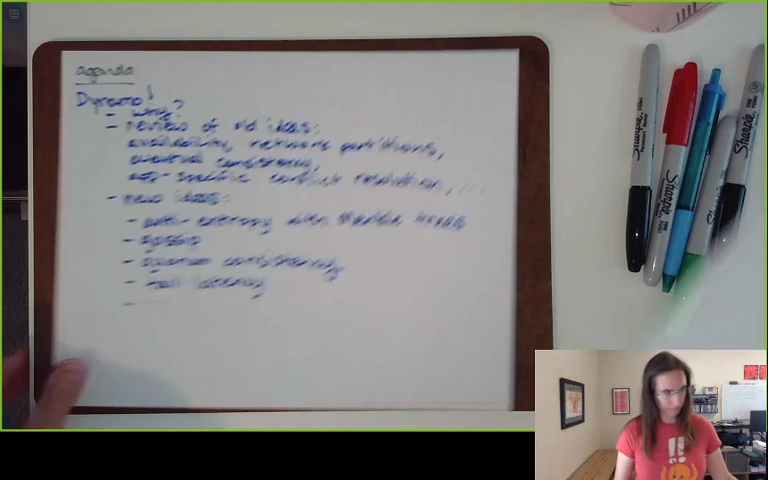 agenda
Dynamo!
- why?
- review of old ideas:
availability, network partitions,
eventual consistency,
app-specific conflict resolution, ...
- new ideas:
- anti-entropy with Merkle trees
- gossip
- quorum consistency
- tail latency
Sharpie
Sharpie
!!